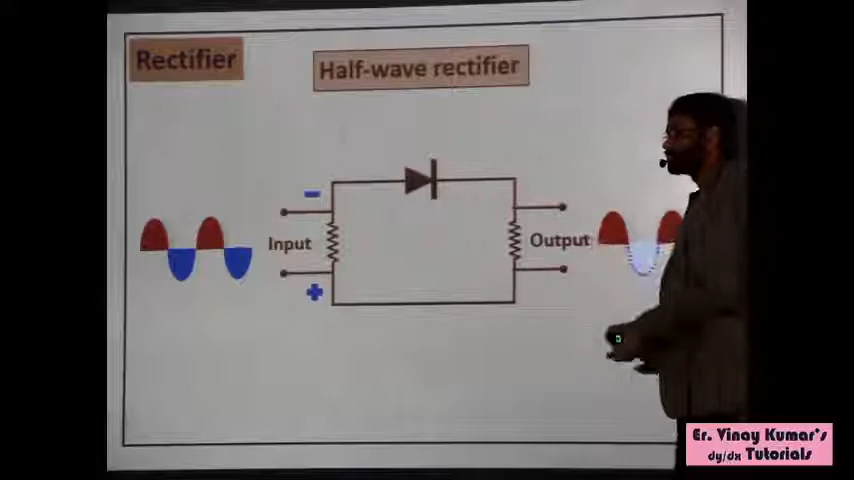 Rectifier
Half-wave rectifier
-
Input
Output
+
Er. Vinay Kumar's
dy/dx Tutorials